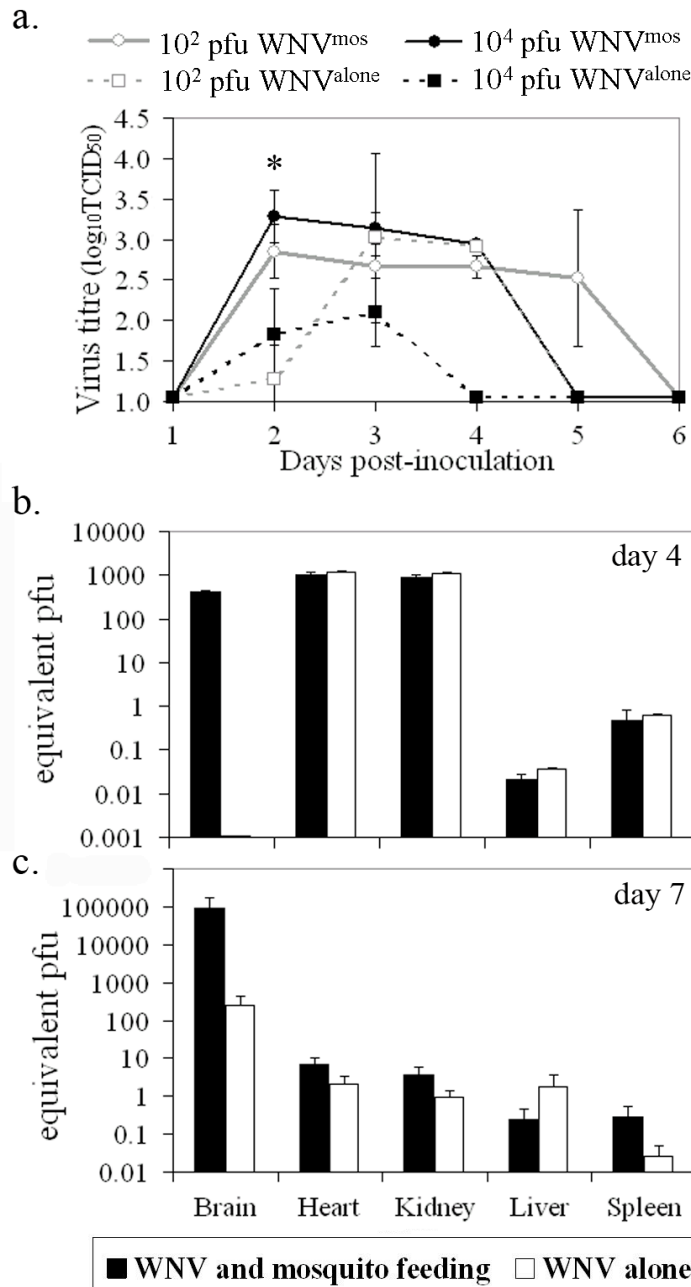 a.
10² pfu WNVᵐᵒˢ 10⁴ pfu WNVᵐᵒˢ
10² pfu WNVᵃˡᵒⁿᵉ 10⁴ pfu WNVᵃˡᵒⁿᵉ
Virus titre (log₁₀TCID₅₀)
4.5
4.0
3.5
3.0
2.5
2.0
1.5
1.0
*
1 2 3 4 5 6
Days post-inoculation
b.
equivalent pfu
10000
1000
100
10
1
0.1
0.01
0.001
day 4
c.
equivalent pfu
100000
10000
1000
100
10
1
0.1
0.01
day 7
Brain Heart Kidney Liver Spleen
WNV and mosquito feeding WNV alone